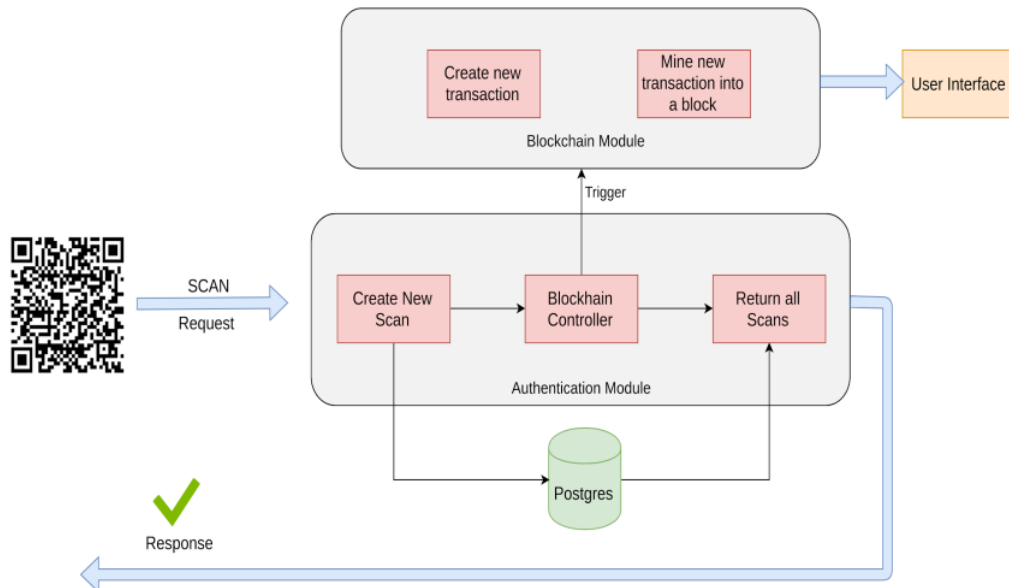 Create new
transaction
Mine new
transaction into
a block
User Interface
Blockchain Module
Trigger
SCAN
Request
Create New
Scan
Blockhain
Controller
Return all
Scans
Authentication Module
Postgres
Response